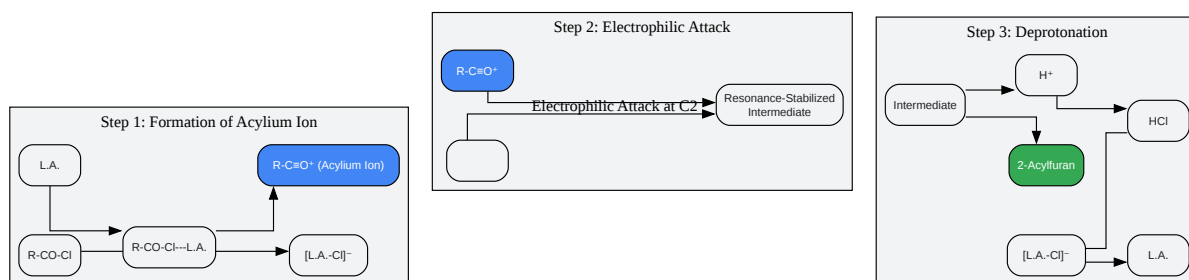 Step 1: Formation of Acylium Ion
L.A.
R-C≡O⁺ (Acylium Ion)
R-CO-Cl
R-CO-Cl---L.A.
[L.A.-Cl]⁻
Step 2: Electrophilic Attack
R-C≡O⁺
Electrophilic Attack at C2
Resonance-Stabilized
Intermediate
Step 3: Deprotonation
H⁺
Intermediate
HCl
2-Acylfuran
[L.A.-Cl]⁻
L.A.